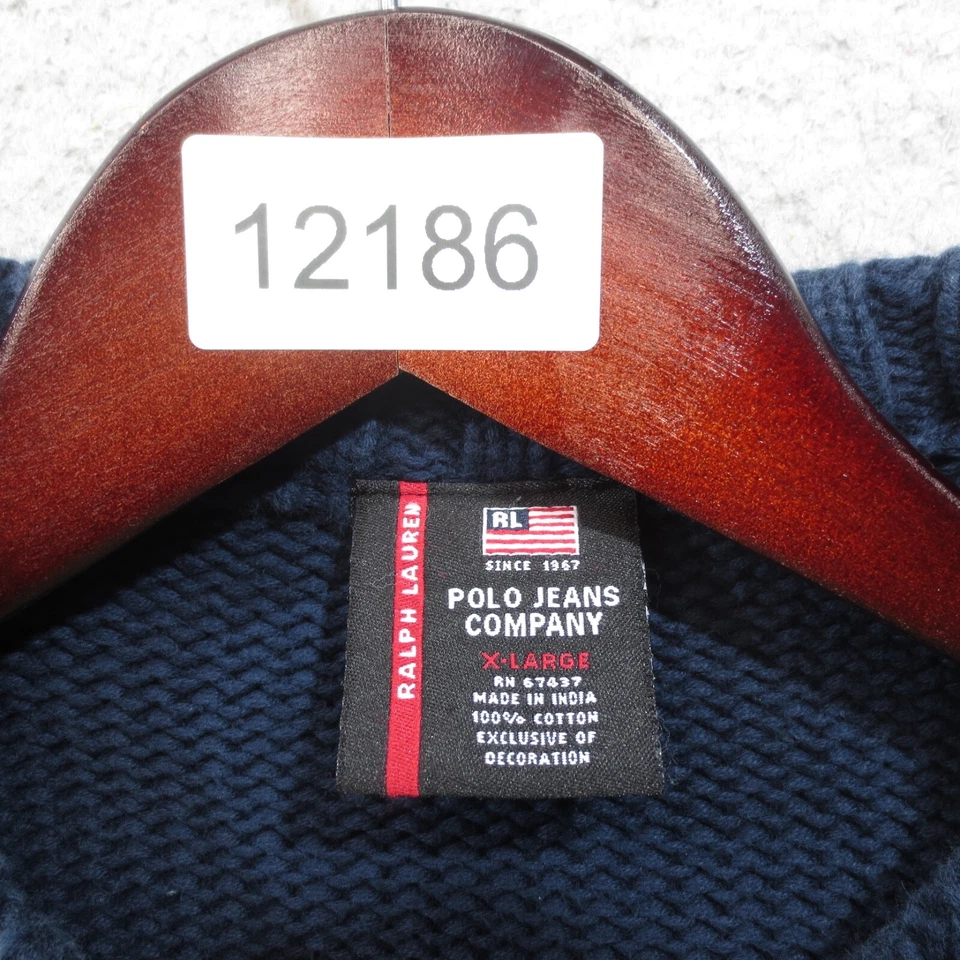 12186
RALPH LAUREN
RL
SINCE 1967
POLO JEANS
COMPANY
X-LARGE
RN 67437
MADE IN INDIA
100% COTTON
EXCLUSIVE OF
DECORATION